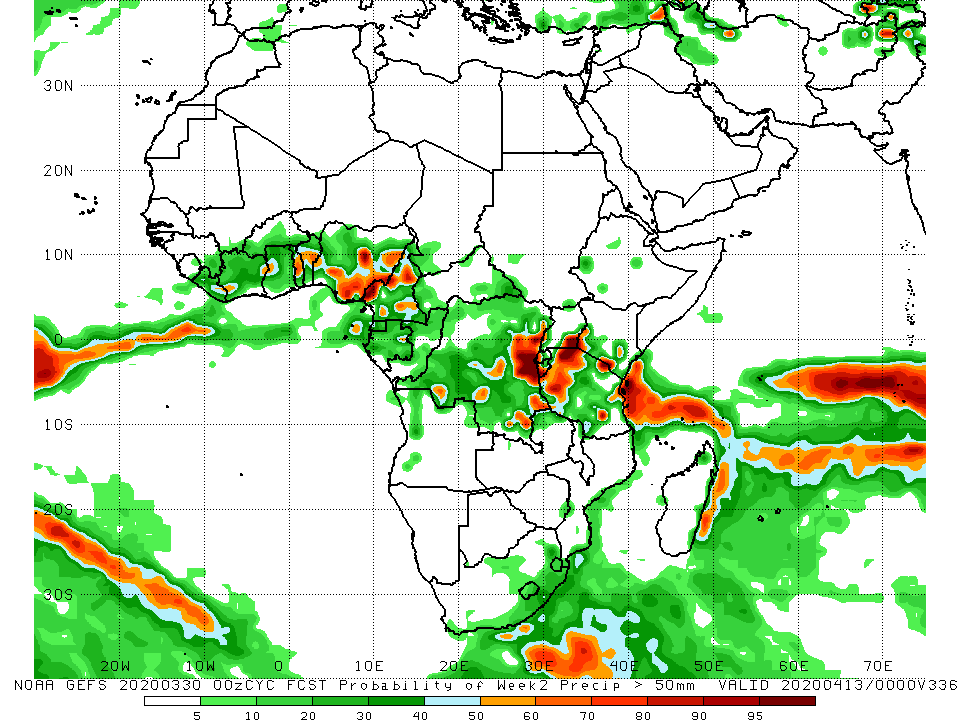 30N
20N
10N
0
10S
20S
30S
20W 10W 0 10E 20E 30E 40E 50E 60E 70E
NOAA GEFS 20200330 00zCYC FCST Probability of Week2 Precip > 50mm VALID 20200413/0000V336
5 10 20 30 40 50 60 70 80 90 95